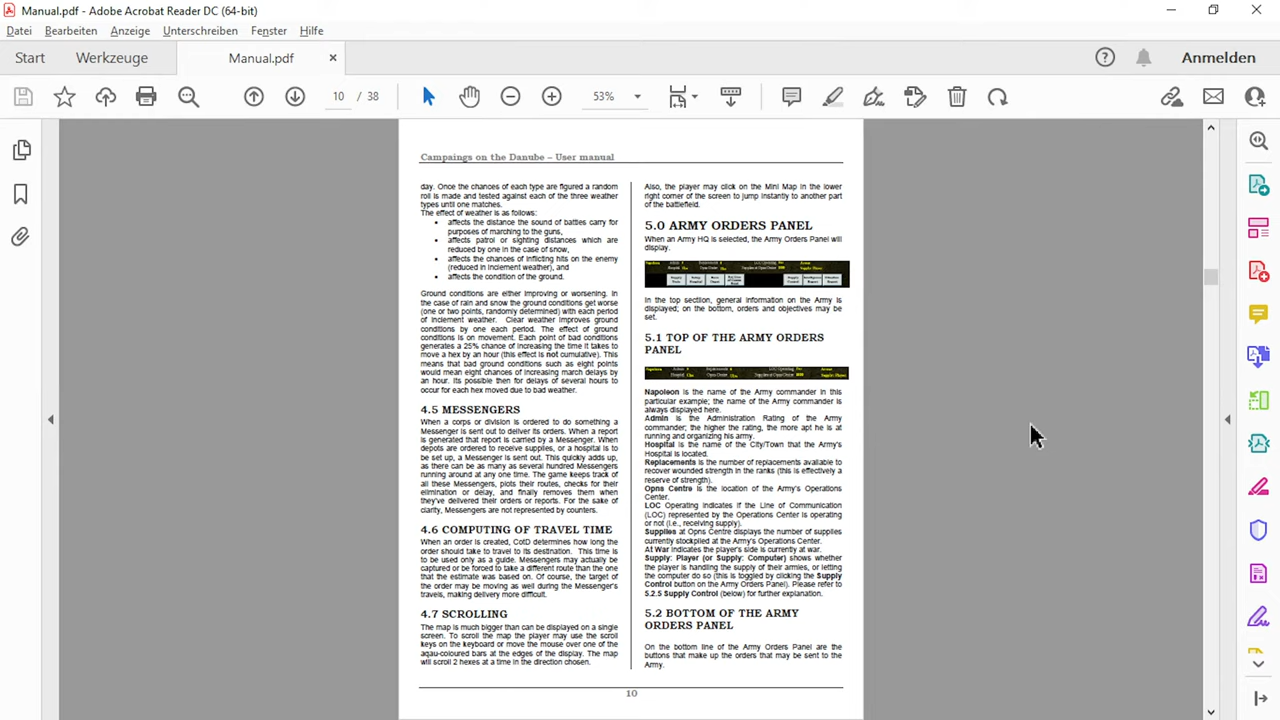 Manual.pdf - Adobe Acrobat Reader DC (64-bit)
Datei Bearbeiten Anzeige Unterschreiben Fenster Hilfe
Start Werkzeuge Manual.pdf Anmelden
10 / 38 53%
Campaings on the Danube – User manual
day. Once the chances of each type are figured a random
roll is made and tested against each of the three weather
types until one matches.
The effect of weather is as follows:
• affects the distance the sound of battles carry for
purposes of marching to the guns,
• affects patrol or sighting distances which are
reduced by one in the case of snow,
• affects the chances of inflicting hits on the enemy
(reduced in inclement weather), and
• affects the condition of the ground.
Ground conditions are either improving or worsening. In
the case of rain and snow the ground conditions get worse
(one or two points, randomly determined) with each period
of inclement weather. Clear weather improves ground
conditions by one each period. The effect of ground
conditions is on movement. Each point of bad conditions
generates a 25% chance of increasing the time it takes to
move a hex by an hour (this effect is not cumulative). This
means that bad ground conditions such as eight points
would mean eight chances of increasing march delays by
an hour. Its possible then for delays of several hours to
occur for each hex moved due to bad weather.
4.5 MESSENGERS
When a corps or division is ordered to do something a
Messenger is sent out to deliver its orders. When a report
is generated that report is carried by a Messenger. When
depots are ordered to receive supplies, or a hospital is to
be set up, a Messenger is sent out. This quickly adds up,
as there can be as many as several hundred Messengers
running around at any one time. The game keeps track of
all these Messengers, plots their routes, checks for their
elimination or delay, and finally removes them when
they've delivered their orders or reports. For the sake of
clarity, Messengers are not represented by counters.
4.6 COMPUTING OF TRAVEL TIME
When an order is created, CotD determines how long the
order should take to travel to its destination. This time is
to be used only as a guide. Messengers may actually be
captured or be forced to take a different route than the one
that the estimate was based on. Of course, the target of
the order may be moving as well during the Messenger's
travels, making delivery more difficult.
4.7 SCROLLING
The map is much bigger than can be displayed on a single
screen. To scroll the map the player may use the scroll
keys on the keyboard or move the mouse over one of the
aqau-coloured bars at the edges of the display. The map
will scroll 2 hexes at a time in the direction chosen.
Also, the player may click on the Mini Map in the lower
right corner of the screen to jump instantly to another part
of the battlefield.
5.0 ARMY ORDERS PANEL
When an Army HQ is selected, the Army Orders Panel will
display.
In the top section, general information on the Army is
displayed; on the bottom, orders and objectives may be
set.
5.1 TOP OF THE ARMY ORDERS
PANEL
Napoleon is the name of the Army commander in this
particular example; the name of the Army commander is
always displayed here.
Admin is the Administration Rating of the Army
commander; the higher the rating, the more apt he is at
running and organizing his army.
Hospital is the name of the City/Town that the Army's
Hospital is located.
Replacements is the number of replacements available to
recover wounded strength in the ranks (this is effectively a
reserve of strength).
Opns Centre is the location of the Army's Operations
Center.
LOC Operating indicates if the Line of Communication
(LOC) represented by the Operations Center is operating
or not (i.e., receiving supply).
Supplies at Opns Centre displays the number of supplies
currently stockpiled at the Army's Operations Center.
At War indicates the player's side is currently at war.
Supply: Player (or Supply: Computer) shows whether
the player is handling the supply of their armies, or letting
the computer do so (this is toggled by clicking the Supply
Control button on the Army Orders Panel). Please refer to
5.2.5 Supply Control (below) for further explanation.
5.2 BOTTOM OF THE ARMY
ORDERS PANEL
On the bottom line of the Army Orders Panel are the
buttons that make up the orders that may be sent to the
Army.
10